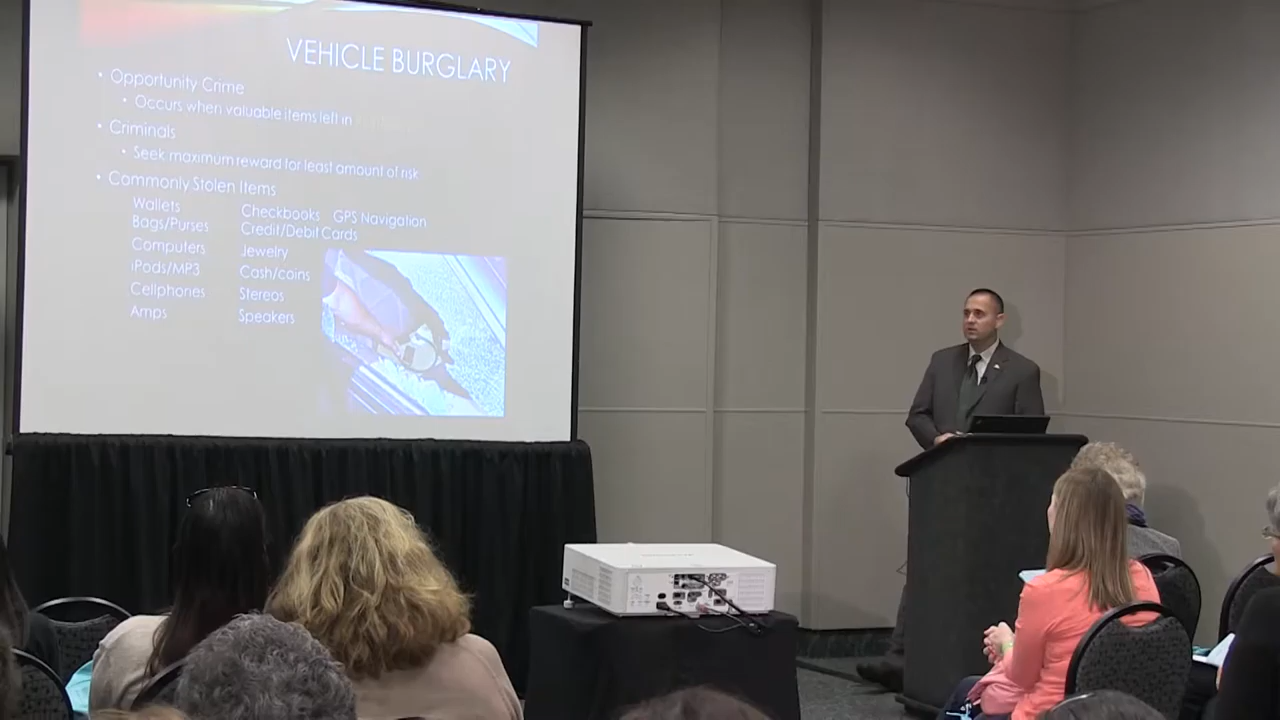 VEHICLE BURGLARY
• Opportunity Crime
• Occurs when valuable items left in
• Criminals
• Seek maximum reward for least amount of risk
• Commonly Stolen Items
Wallets Checkbooks GPS Navigation
Bags/Purses Credit/Debit Cards
Computers Jewelry
iPods/MP3 Cash/coins
Cellphones Stereos
Amps Speakers